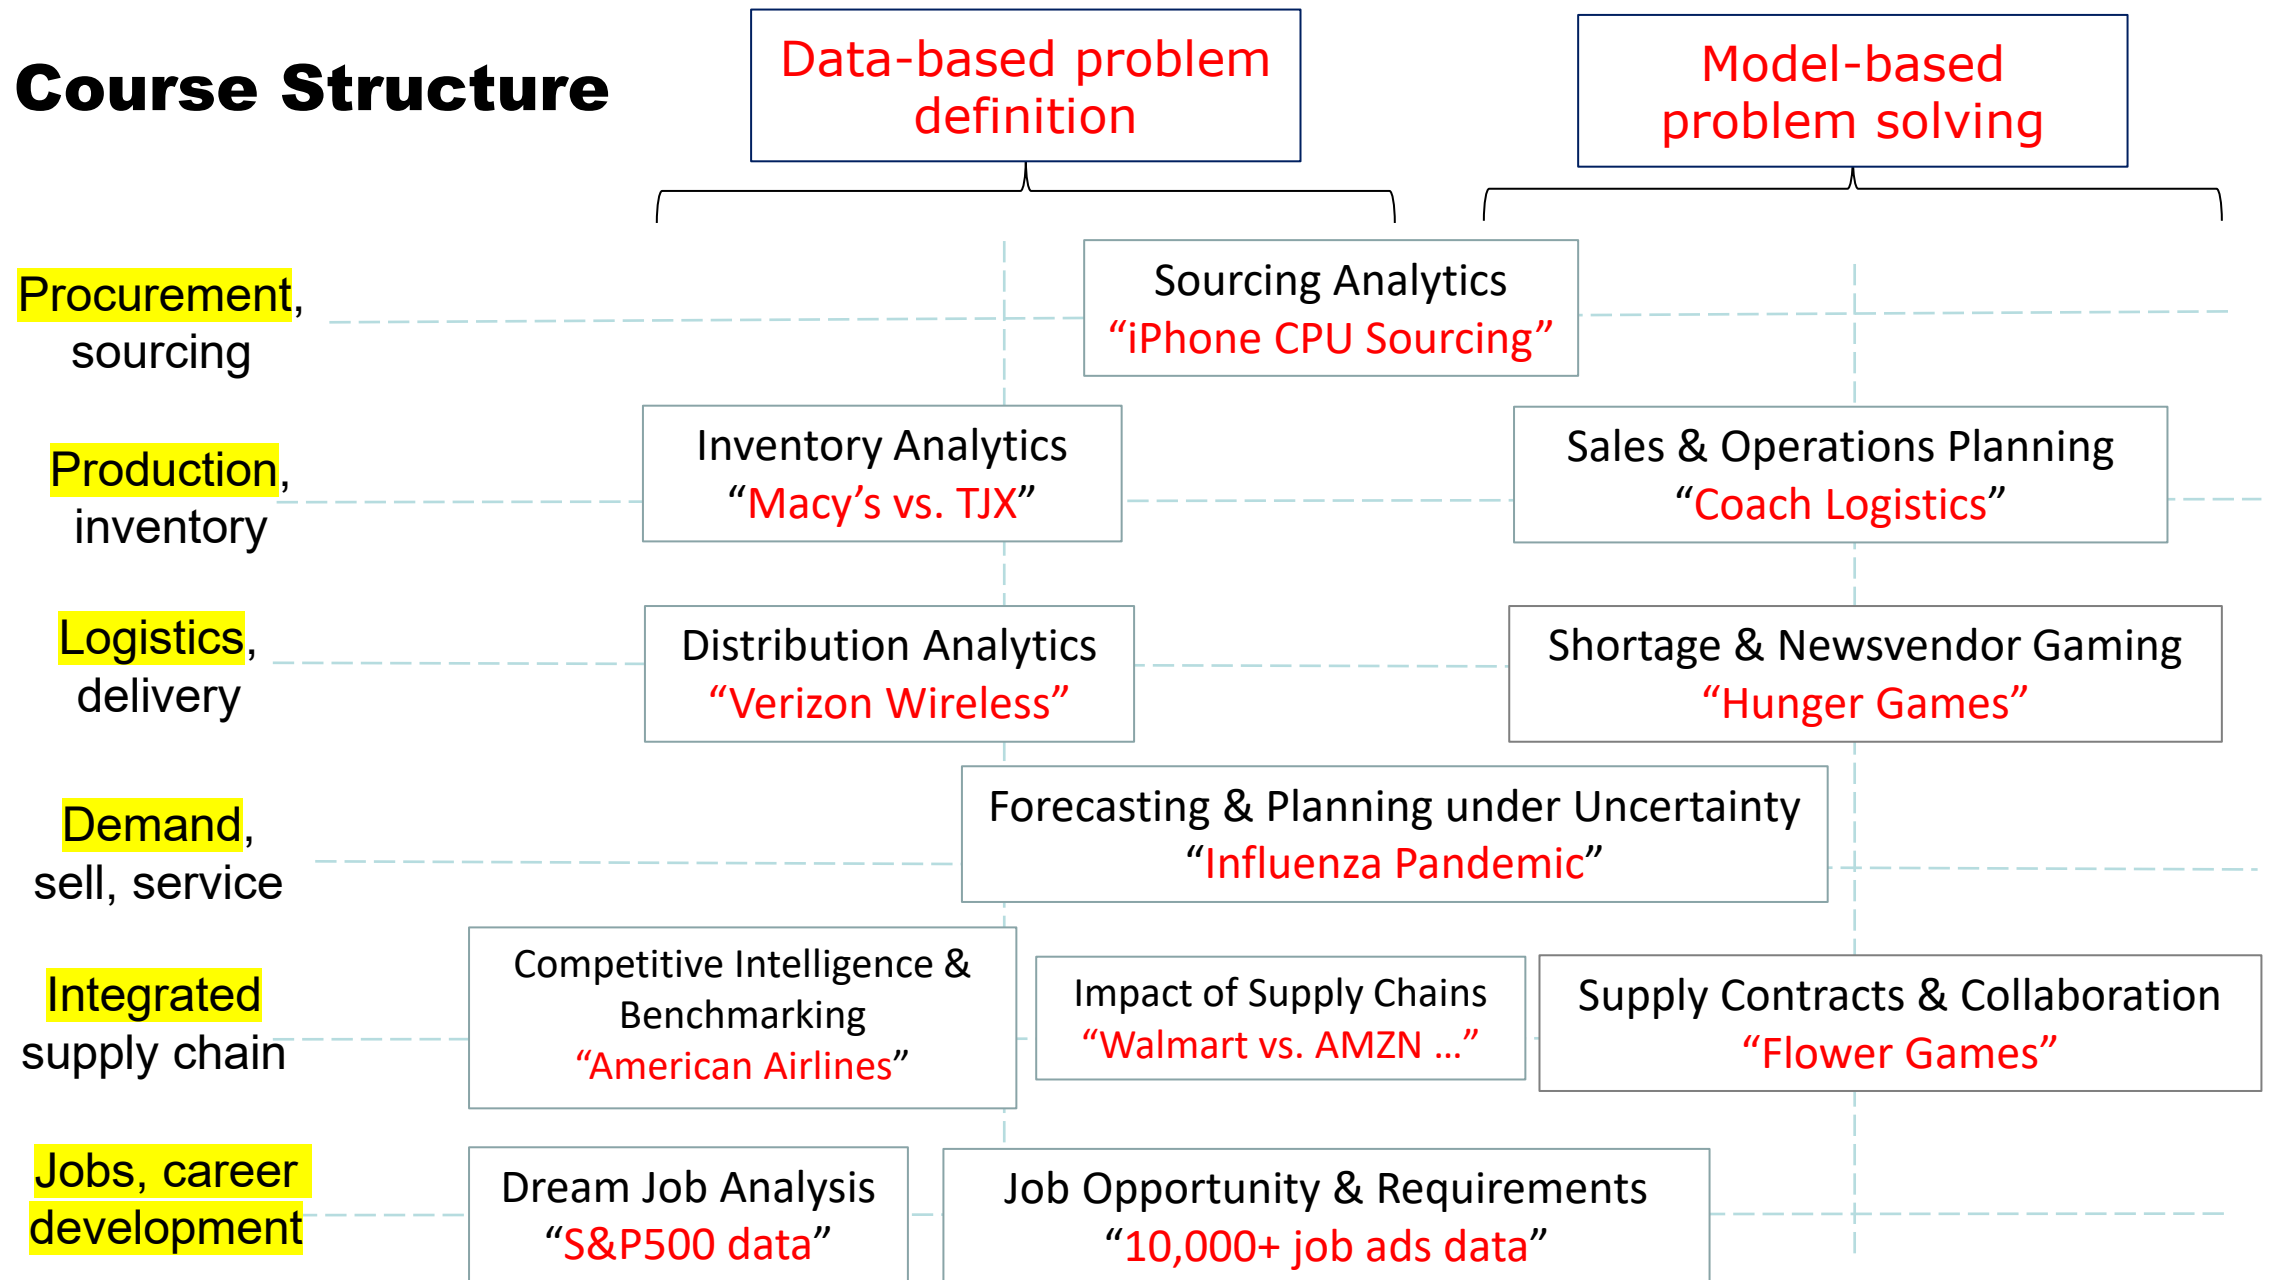 Course Structure
Data-based problem
definition
Model-based
problem solving
Procurement,
sourcing
Sourcing Analytics
“iPhone CPU Sourcing”
Production,
inventory
Inventory Analytics
“Macy’s vs. TJX”
Sales & Operations Planning
“Coach Logistics”
Logistics,
delivery
Distribution Analytics
“Verizon Wireless”
Shortage & Newsvendor Gaming
“Hunger Games”
Demand,
sell, service
Forecasting & Planning under Uncertainty
“Influenza Pandemic”
Integrated
supply chain
Competitive Intelligence &
Benchmarking
“American Airlines”
Impact of Supply Chains
“Walmart vs. AMZN ...”
Supply Contracts & Collaboration
“Flower Games”
Jobs, career
development
Dream Job Analysis
“S&P500 data”
Job Opportunity & Requirements
“10,000+ job ads data”